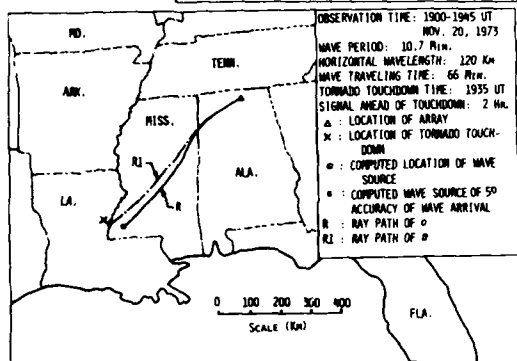 OBSERVATION TIME: 1900-1945 UT
NOV. 20, 1973
WAVE PERIOD: 10.7 MIN.
HORIZONTAL WAVELENGTH: 120 KM
WAVE TRAVELING TIME: 66 MIN.
TORNADO TOUCHDOWN TIME: 1935 UT
SIGNAL AHEAD OF TOUCHDOWN: 2 HR.
△ : LOCATION OF ARRAY
× : LOCATION OF TORNADO TOUCH-
DOWN
: COMPUTED LOCATION OF WAVE
SOURCE
: COMPUTED WAVE SOURCE OF 5°
ACCURACY OF WAVE ARRIVAL
R : RAY PATH OF
R1 : RAY PATH OF
MO.
TENN.
ARK.
MISS.
R1
ALA.
LA.
R
0 100 200 300 400
SCALE (KM)
FLA.